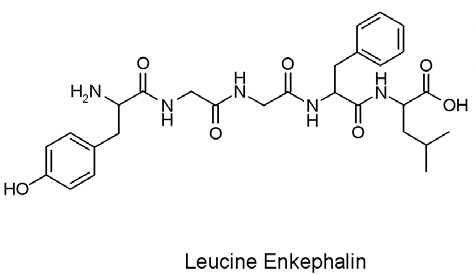 O O O
H H
H₂N N N OH
N N
H H
O O
HO
Leucine Enkephalin